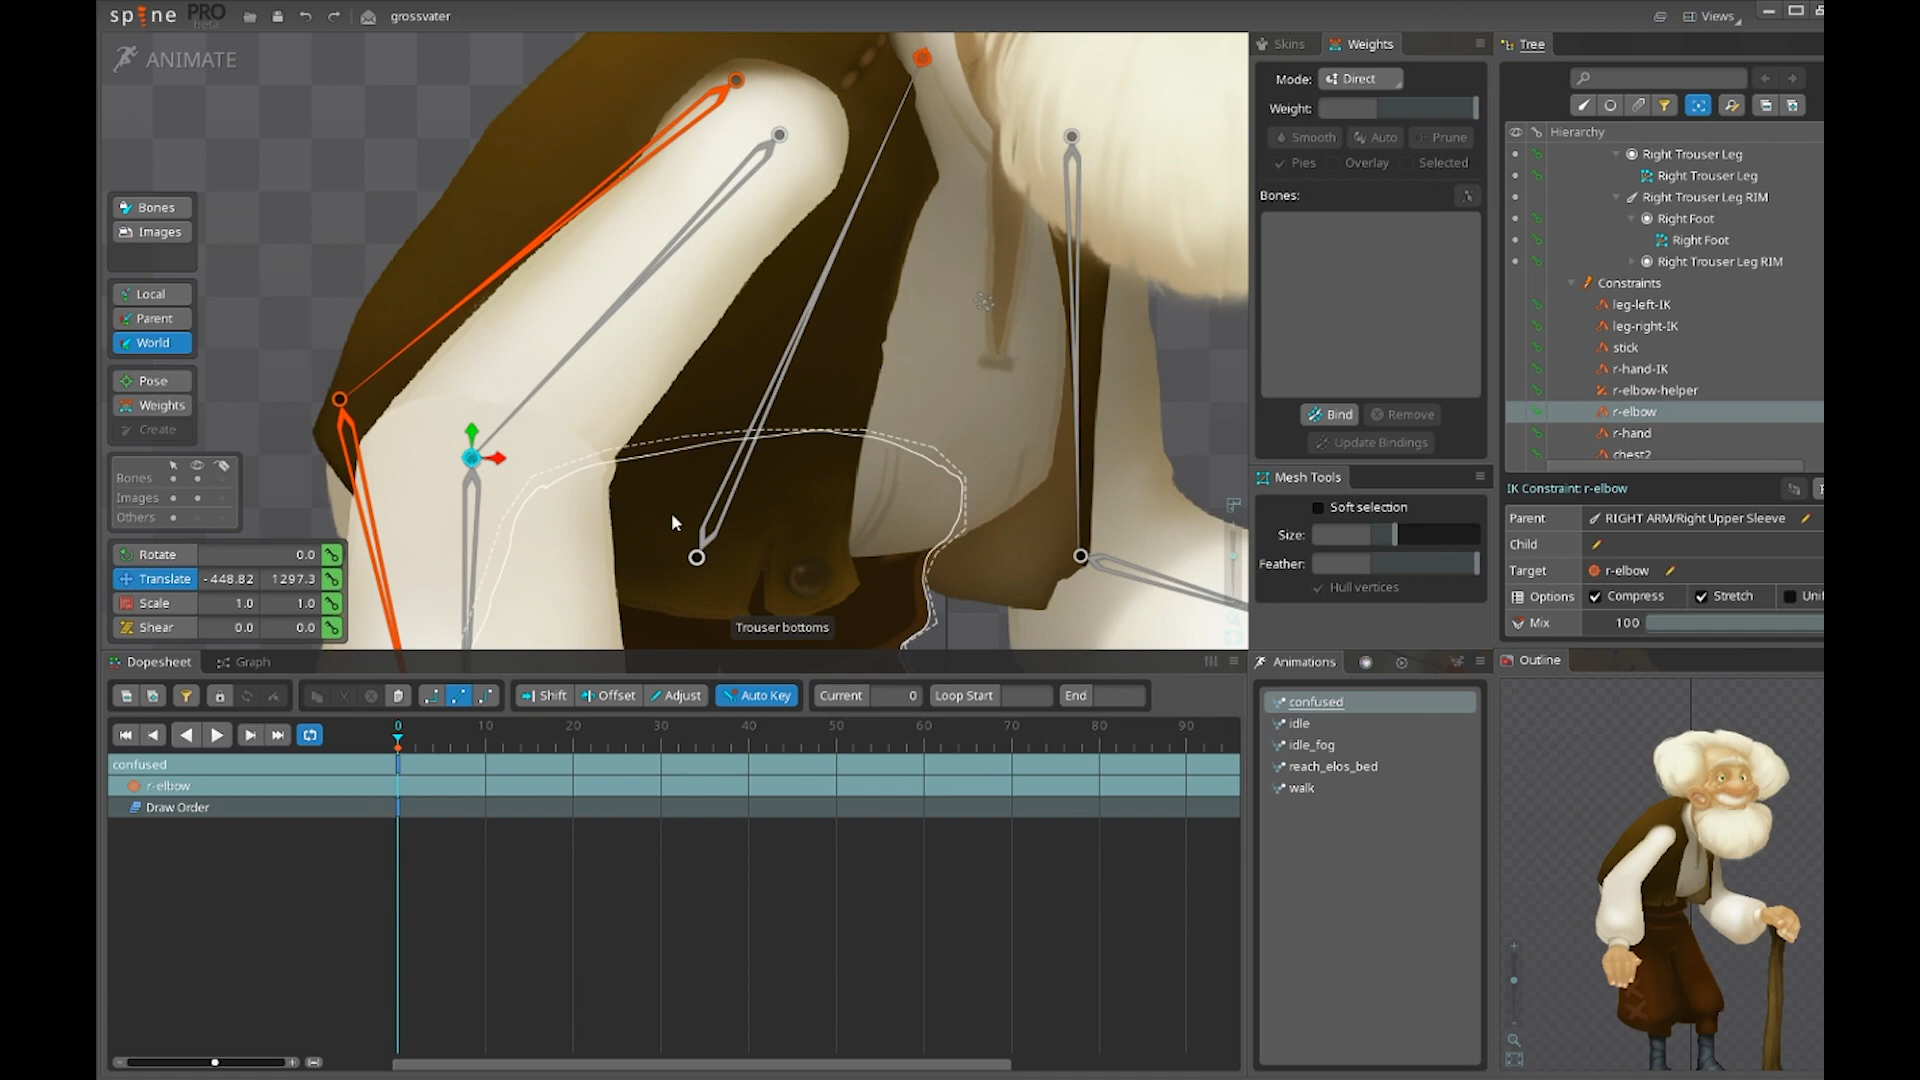 spine PRO
Beta
grossvater
Views
ANIMATE
Bones
Images
Local
Parent
World
Pose
Weights
Create
Bones
Images
Others
Rotate 0.0
Translate -448.82 1297.3
Scale 1.0 1.0
Shear 0.0 0.0
Trouser bottoms
Skins Weights
Mode: Direct
Weight:
Smooth Auto Prune
Pies Overlay Selected
Bones:
Bind Remove
Update Bindings
Mesh Tools
Soft selection
Size:
Feather:
Hull vertices
Tree
Hierarchy
Right Trouser Leg
Right Trouser Leg
Right Trouser Leg RIM
Right Foot
Right Foot
Right Trouser Leg RIM
Constraints
leg-left-IK
leg-right-IK
stick
r-hand-IK
r-elbow-helper
r-elbow
r-hand
chest2
IK Constraint: r-elbow
Parent RIGHT ARM/Right Upper Sleeve
Child
Target r-elbow
Options Compress Stretch Uni
Mix 100
Dopesheet Graph
Shift Offset Adjust Auto Key Current 0 Loop Start End
0 10 20 30 40 50 60 70 80 90
confused
r-elbow
Draw Order
Animations
confused
idle
idle_fog
reach_elos_bed
walk
Outline